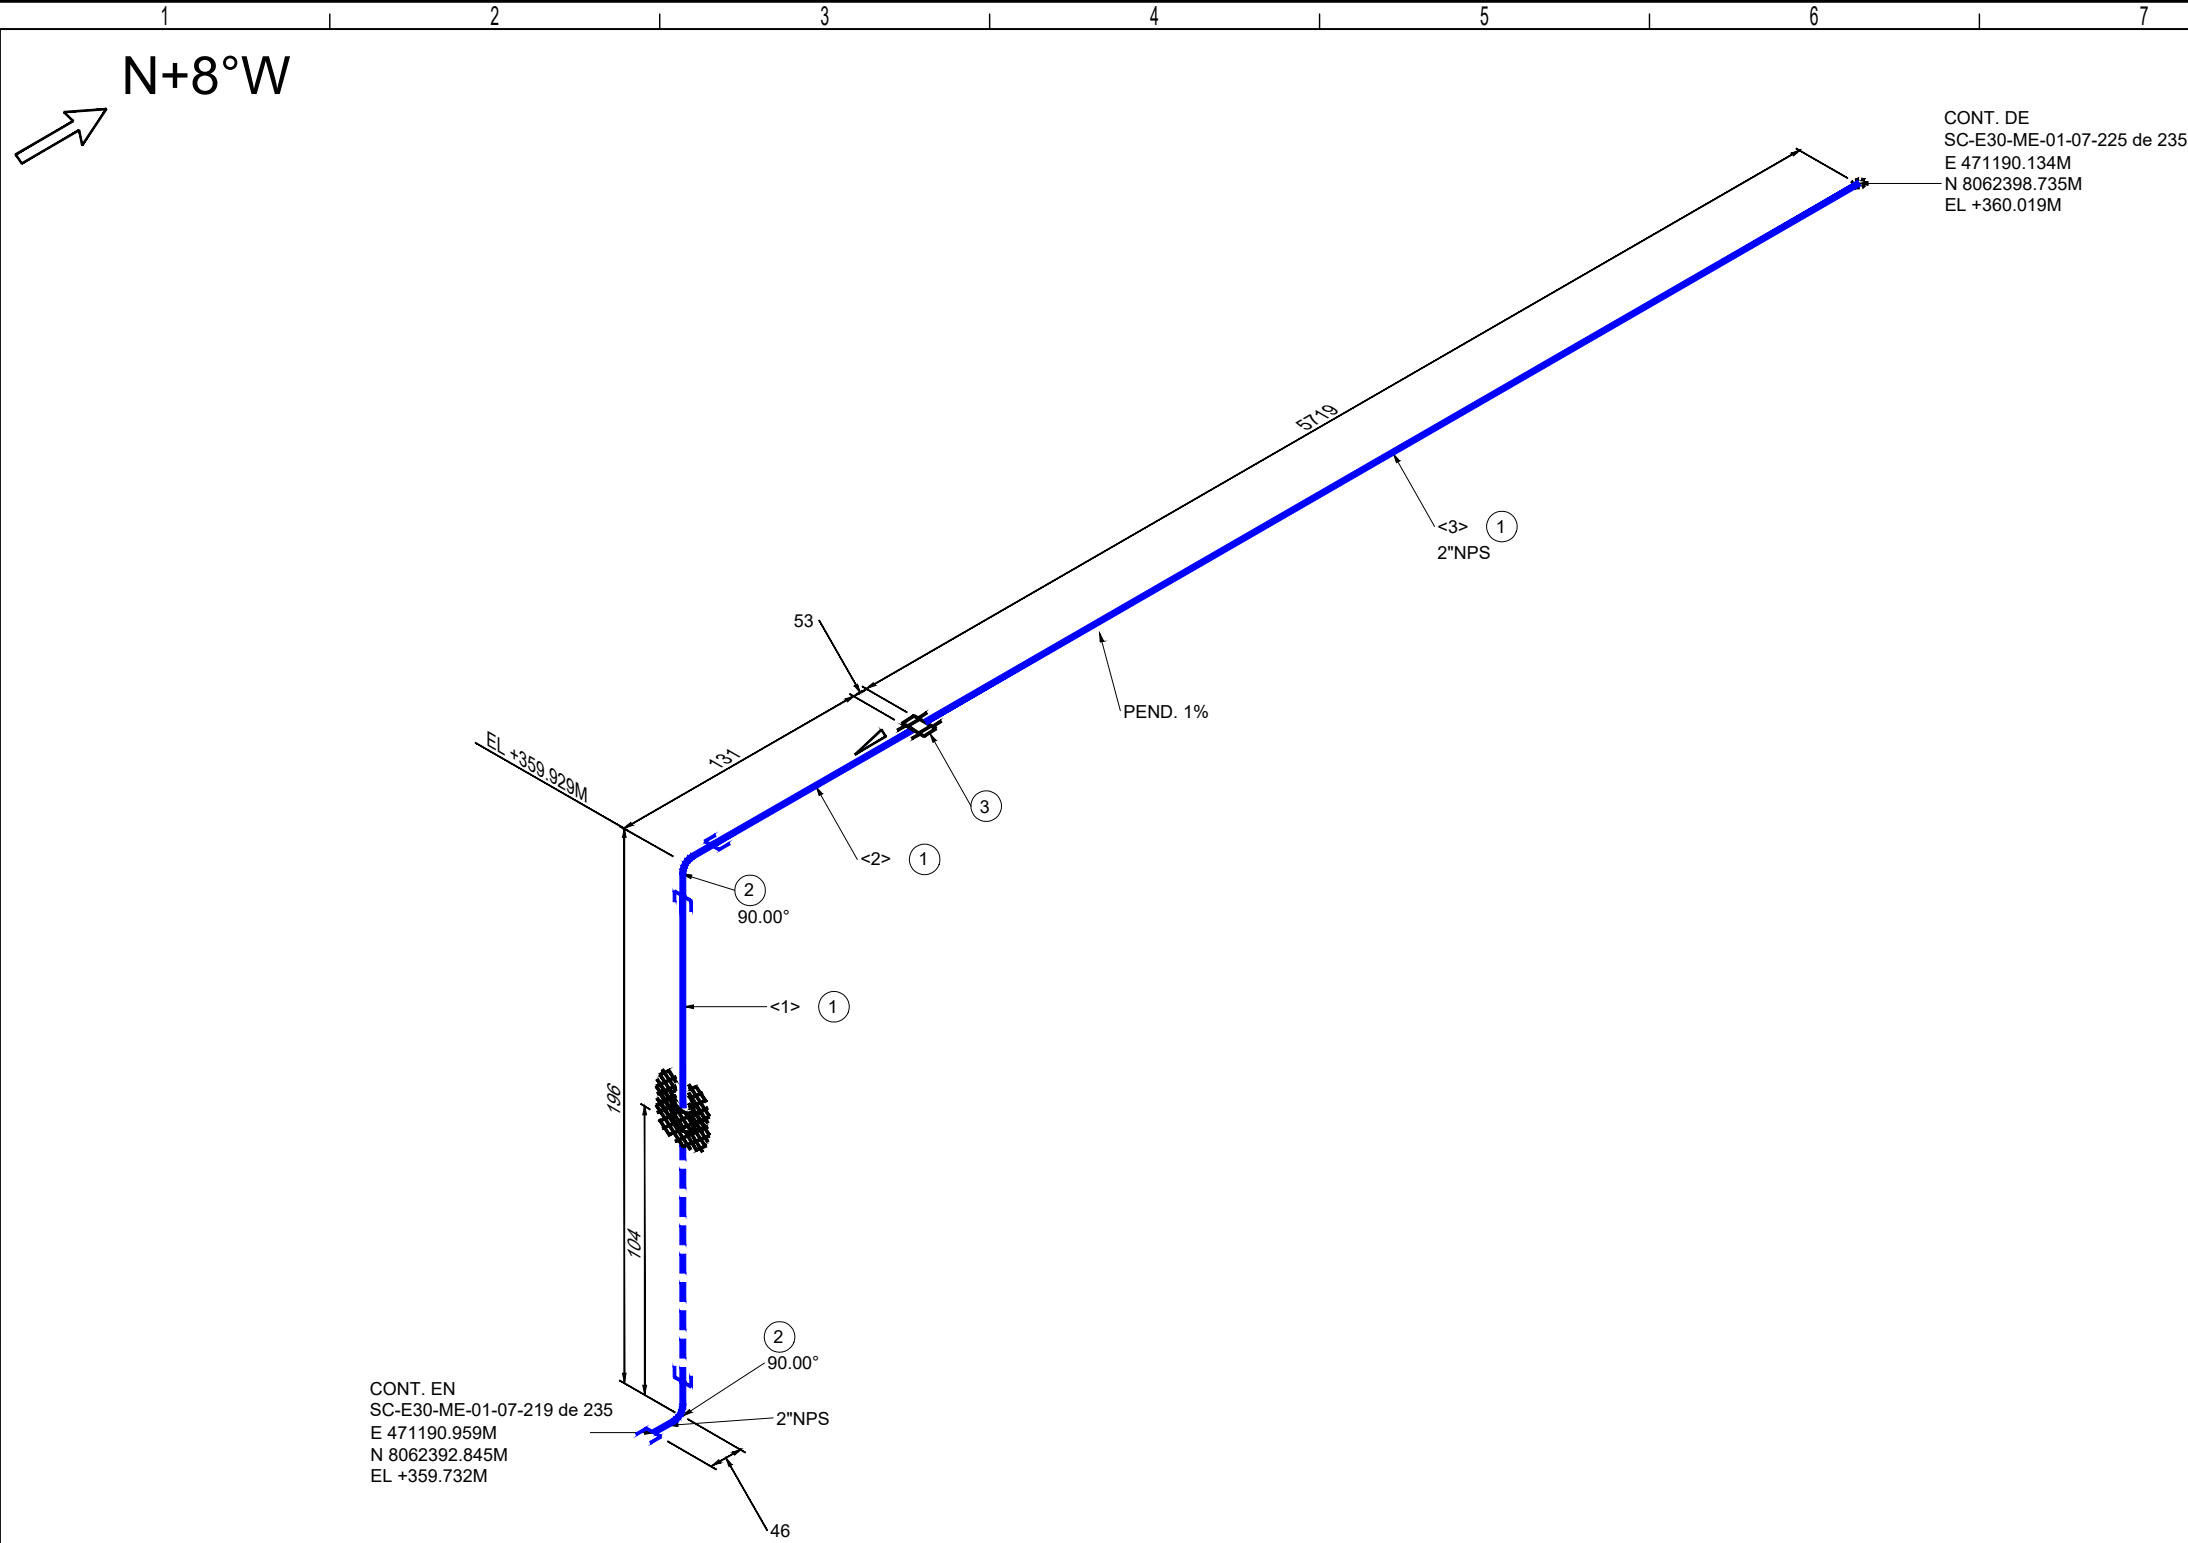 1 2 3 4 5 6 7
N+8°W
CONT. DE
SC-E30-ME-01-07-225 de 235
E 471190.134M
N 8062398.735M
EL +360.019M
5719
<3> 1
2"NPS
53
PEND. 1%
EL +359.929M
131
3
<2> 1
2
90.00°
<1> 1
196
104
2
90.00°
CONT. EN
SC-E30-ME-01-07-219 de 235
E 471190.959M
N 8062392.845M
EL +359.732M
2"NPS
46